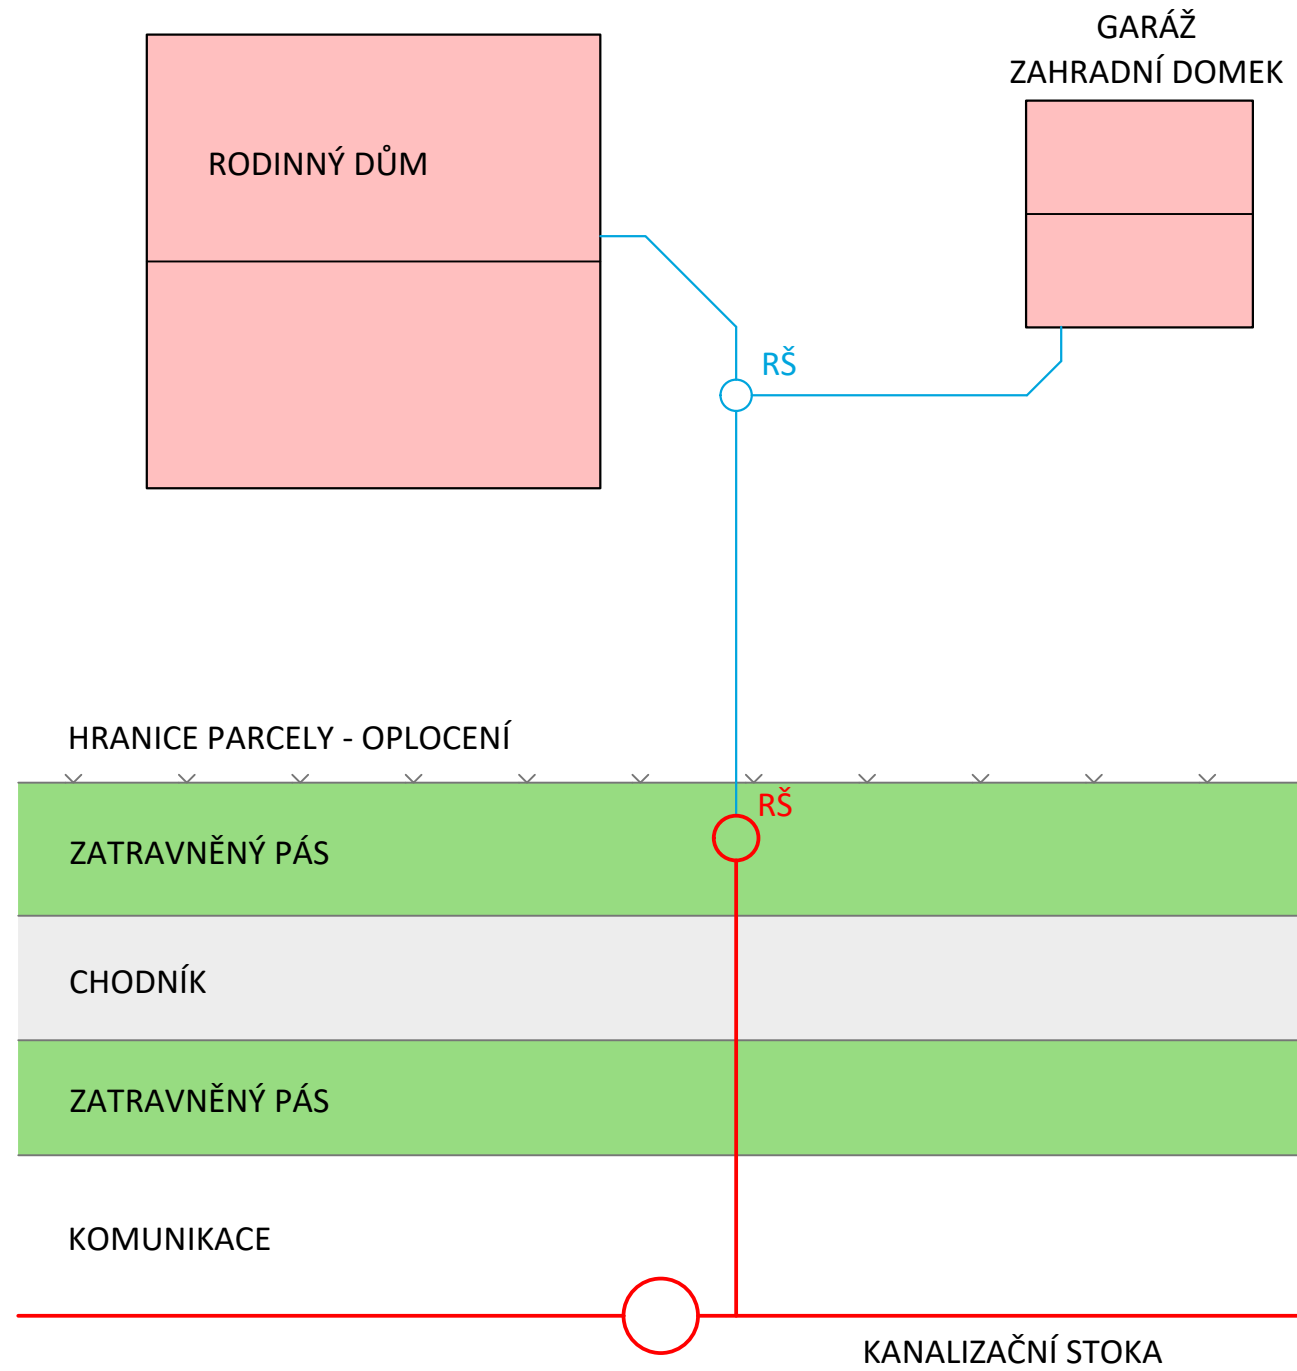 GARÁŽ
ZAHRADNÍ DOMEK
RODINNÝ DŮM
RŠ
HRANICE PARCELY - OPLOCENÍ
RŠ
ZATRAVNĚNÝ PÁS
CHODNÍK
ZATRAVNĚNÝ PÁS
KOMUNIKACE
KANALIZAČNÍ STOKA